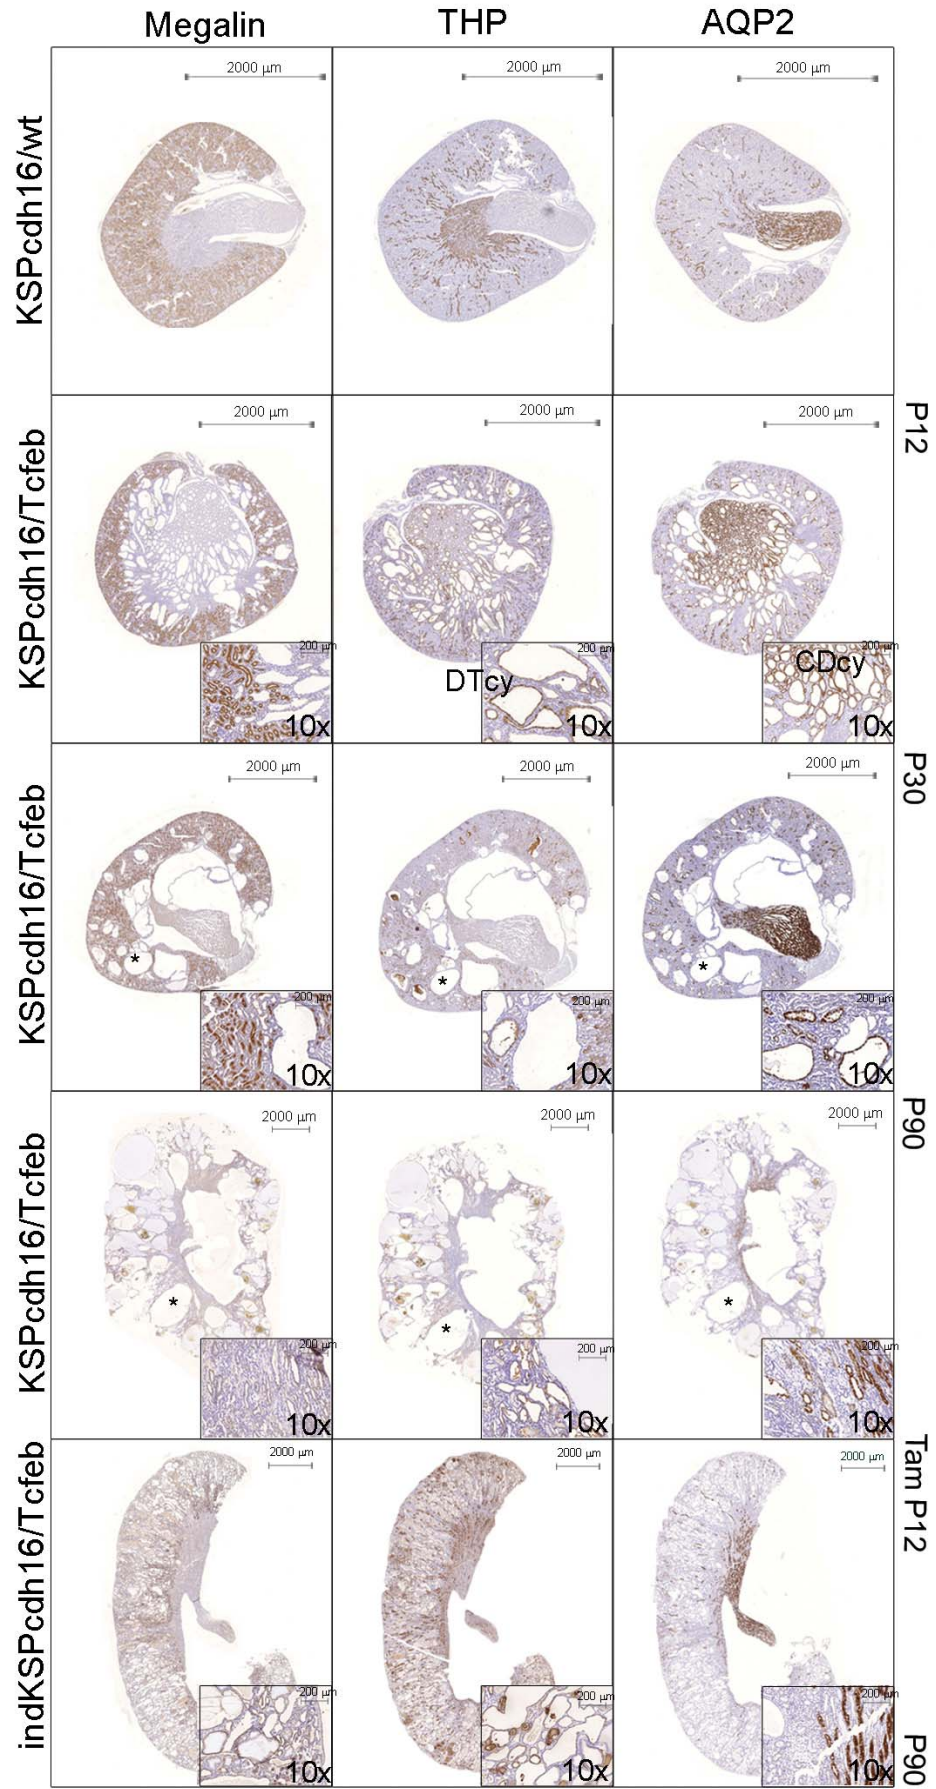 Megalin THP AQP2
KSPcdh16/wt
2000 µm 2000 µm 2000 µm
P12
KSPcdh16/Tcfeb
2000 µm 2000 µm 2000 µm
200 µm 200 µm 200 µm
DTcy CDcy
10x 10x 10x
P30
KSPcdh16/Tcfeb
2000 µm 2000 µm 2000 µm
* * *
200 µm 200 µm 200 µm
10x 10x 10x
P90
KSPcdh16/Tcfeb
2000 µm 2000 µm 2000 µm
* * *
200 µm 200 µm 200 µm
10x 10x 10x
Tam P12
indKSPcdh16/Tcfeb
2000 µm 2000 µm 2000 µm
200 µm 200 µm 200 µm
10x 10x 10x
P90